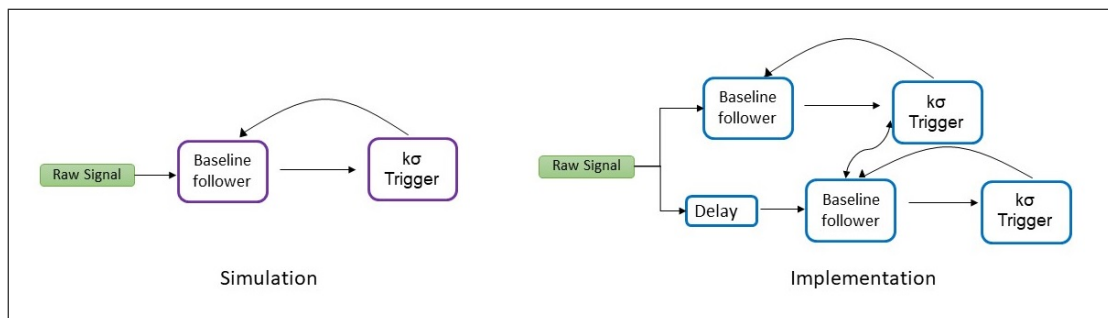 Raw Signal
Baseline
follower
kσ
Trigger
Simulation
Raw Signal
Baseline
follower
kσ
Trigger
Delay
Baseline
follower
kσ
Trigger
Implementation